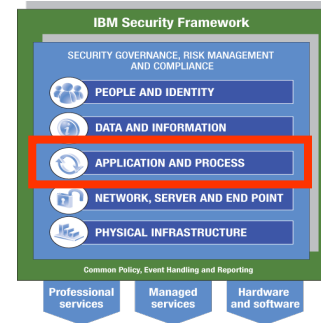 IBM Security Framework
SECURITY GOVERNANCE, RISK MANAGEMENT
AND COMPLIANCE
PEOPLE AND IDENTITY
DATA AND INFORMATION
APPLICATION AND PROCESS
NETWORK, SERVER AND END POINT
PHYSICAL INFRASTRUCTURE
Common Policy, Event Handling and Reporting
Professional
services
Managed
services
Hardware
and software